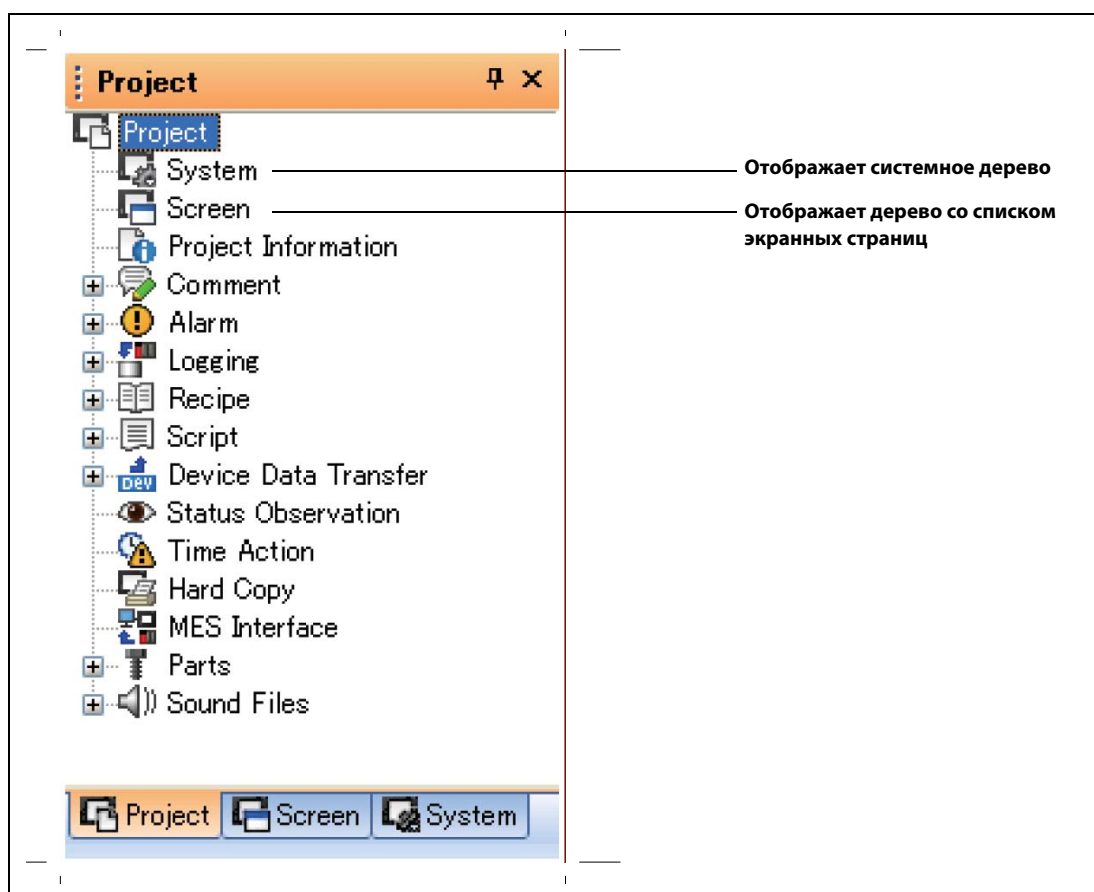 Project
Project
System
Отображает системное дерево
Screen
Отображает дерево со списком
экранных страниц
Project Information
Comment
Alarm
Logging
Recipe
Script
Dev
Device Data Transfer
Status Observation
Time Action
Hard Copy
MES Interface
Parts
Sound Files
Project
Screen
System